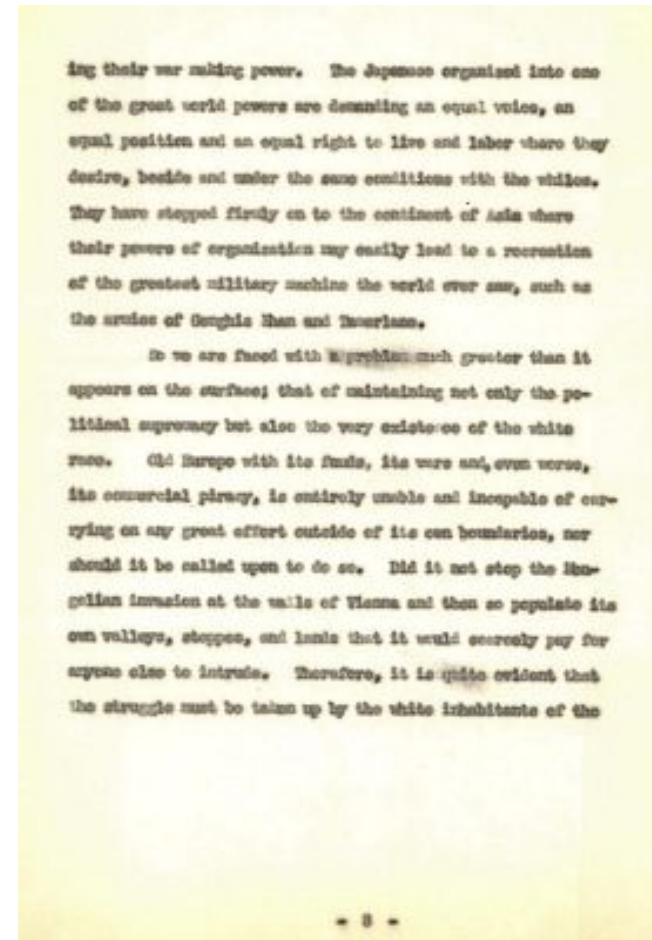 ing their war making power. The Japanese organized into one
of the great world powers are demanding an equal voice, an
equal position and an equal right to live and labor where they
desire, beside and under the same conditions with the whites.
They have stepped firmly on to the continent of Asia where
their powers of organization may easily lead to a recreation
of the greatest military machine the world ever saw, such as
the armies of Genghis Khan and Tamerlane.
So we are faced with a problem much greater than it
appears on the surface; that of maintaining not only the po-
litical supremacy but also the very existence of the white
race. Old Europe with its feuds, its wars and, even worse,
its commercial piracy, is entirely unable and incapable of car-
rying on any great effort outside of its own boundaries, nor
should it be called upon to do so. Did it not stop the Mon-
golian invasion at the walls of Vienna and then so populate its
own valleys, steppes, and lands that it would scarcely pay for
anyone else to intrude. Therefore, it is quite evident that
the struggle must be taken up by the white inhabitants of the
- 8 -